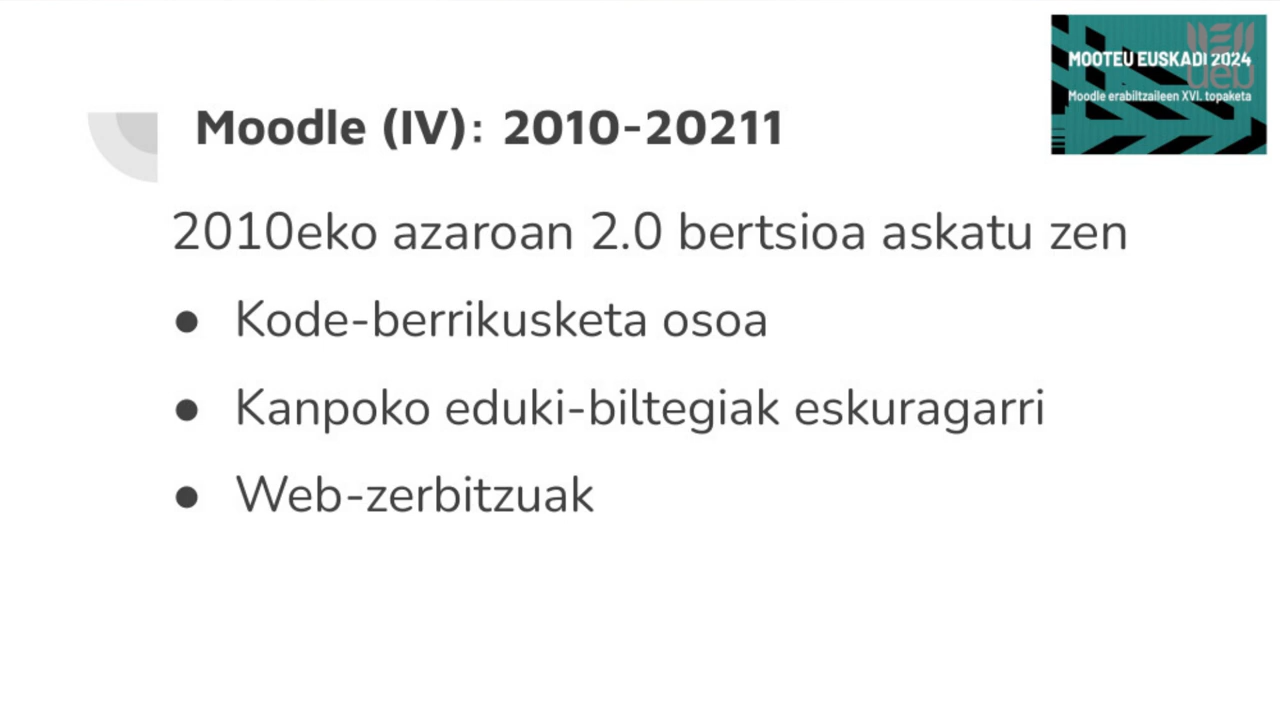 MOOTEU EUSKADI 2024
ueu
Moodle erabiltzaileen XVI. topaketa
Moodle (IV): 2010-20211
2010eko azaroan 2.0 bertsioa askatu zen
● Kode-berrikusketa osoa
● Kanpoko eduki-biltegiak eskuragarri
● Web-zerbitzuak